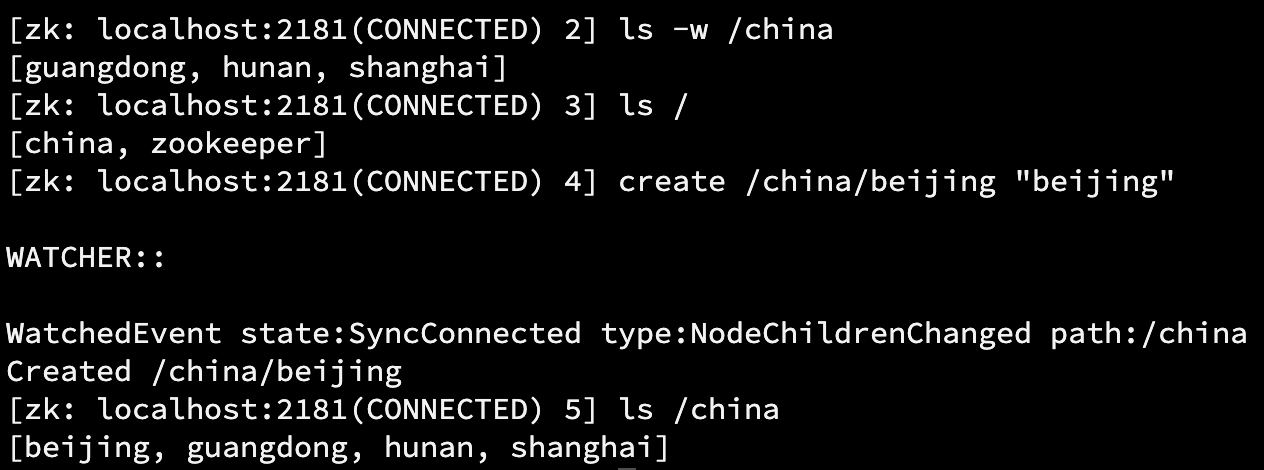 [zk: localhost:2181(CONNECTED) 2] ls -w /china
[guangdong, hunan, shanghai]
[zk: localhost:2181(CONNECTED) 3] ls /
[china, zookeeper]
[zk: localhost:2181(CONNECTED) 4] create /china/beijing "beijing"
WATCHER::
WatchedEvent state:SyncConnected type:NodeChildrenChanged path:/china
Created /china/beijing
[zk: localhost:2181(CONNECTED) 5] ls /china
[beijing, guangdong, hunan, shanghai]